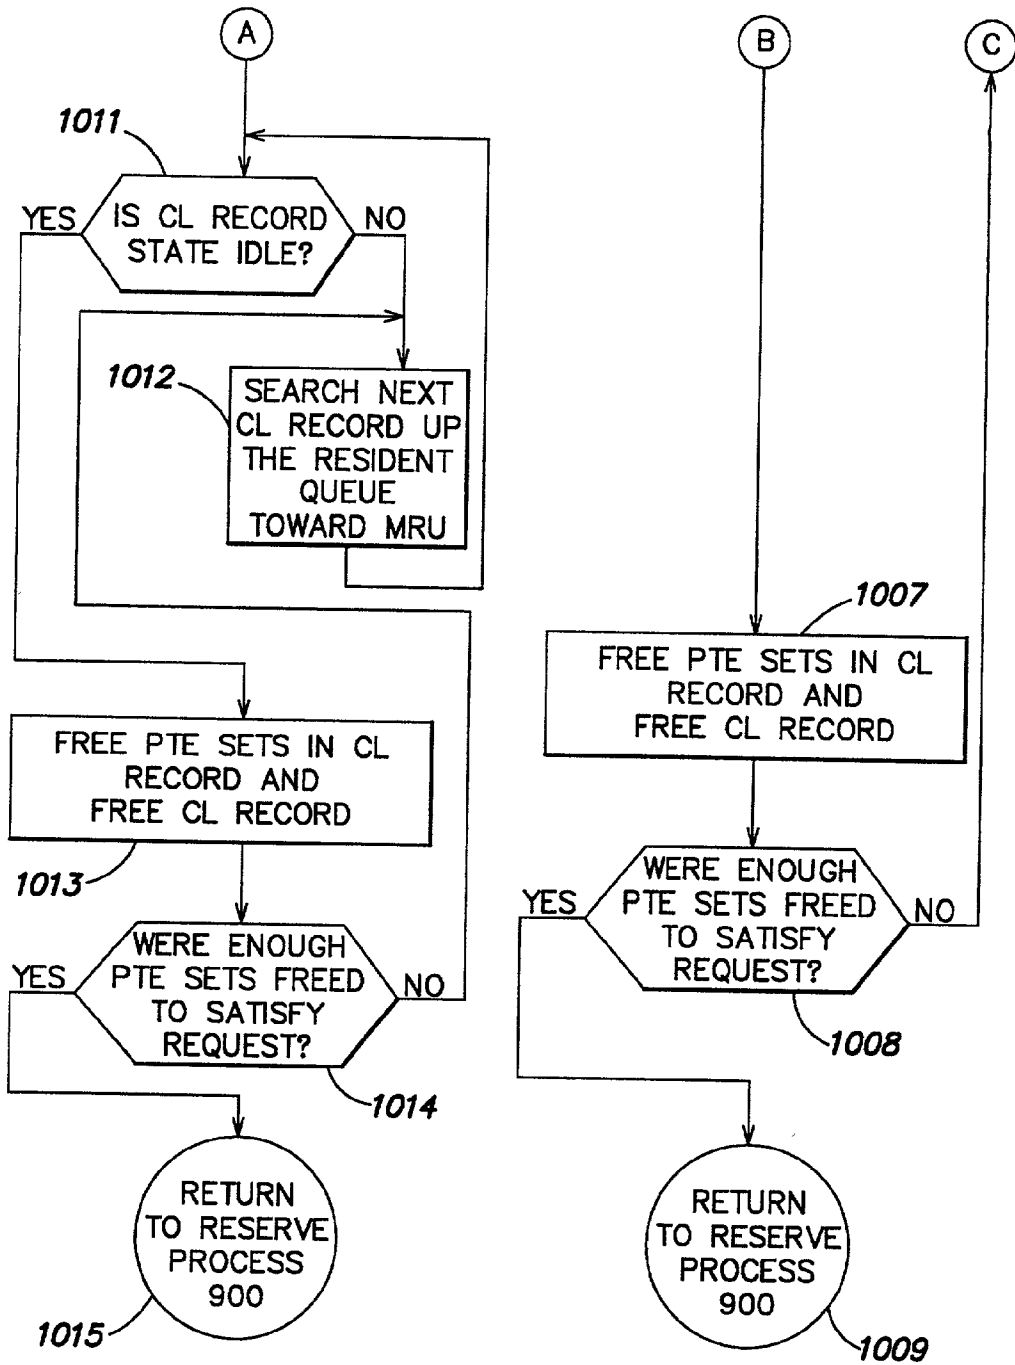 A
B
C
1011
YES
IS CL RECORD
STATE IDLE?
NO
1012
SEARCH NEXT
CL RECORD UP
THE RESIDENT
QUEUE
TOWARD MRU
FREE PTE SETS IN CL
RECORD AND
FREE CL RECORD
1013
YES
WERE ENOUGH
PTE SETS FREED
TO SATISFY
REQUEST?
NO
1014
RETURN
TO RESERVE
PROCESS
900
1015
1007
FREE PTE SETS IN CL
RECORD AND
FREE CL RECORD
YES
WERE ENOUGH
PTE SETS FREED
TO SATISFY
REQUEST?
NO
1008
RETURN
TO RESERVE
PROCESS
900
1009